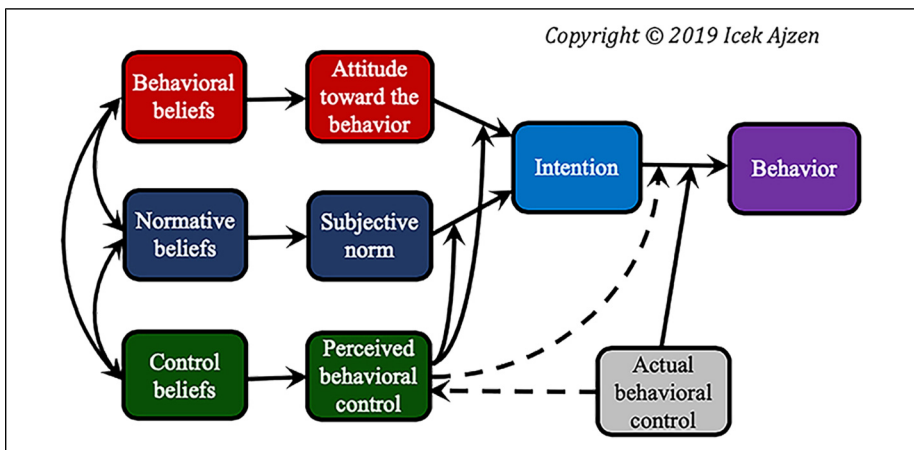 Copyright © 2019 Icek Ajzen
Behavioral
beliefs
Attitude
toward the
behavior
Intention
Behavior
Normative
beliefs
Subjective
norm
Control
beliefs
Perceived
behavioral
control
Actual
behavioral
control